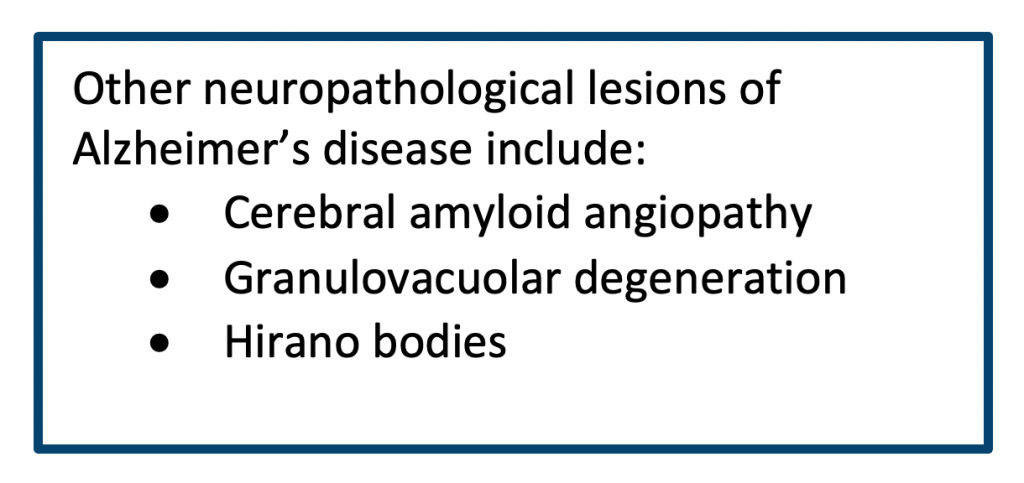 Other neuropathological lesions of
Alzheimer’s disease include:
• Cerebral amyloid angiopathy
• Granulovacuolar degeneration
• Hirano bodies